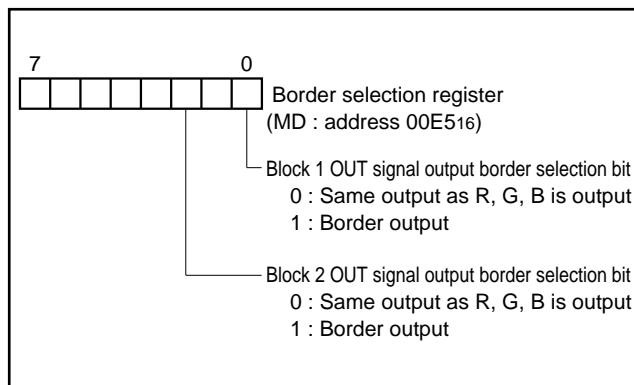 7 0
Border selection register
(MD : address 00E516)
Block 1 OUT signal output border selection bit
0 : Same output as R, G, B is output
1 : Border output
Block 2 OUT signal output border selection bit
0 : Same output as R, G, B is output
1 : Border output